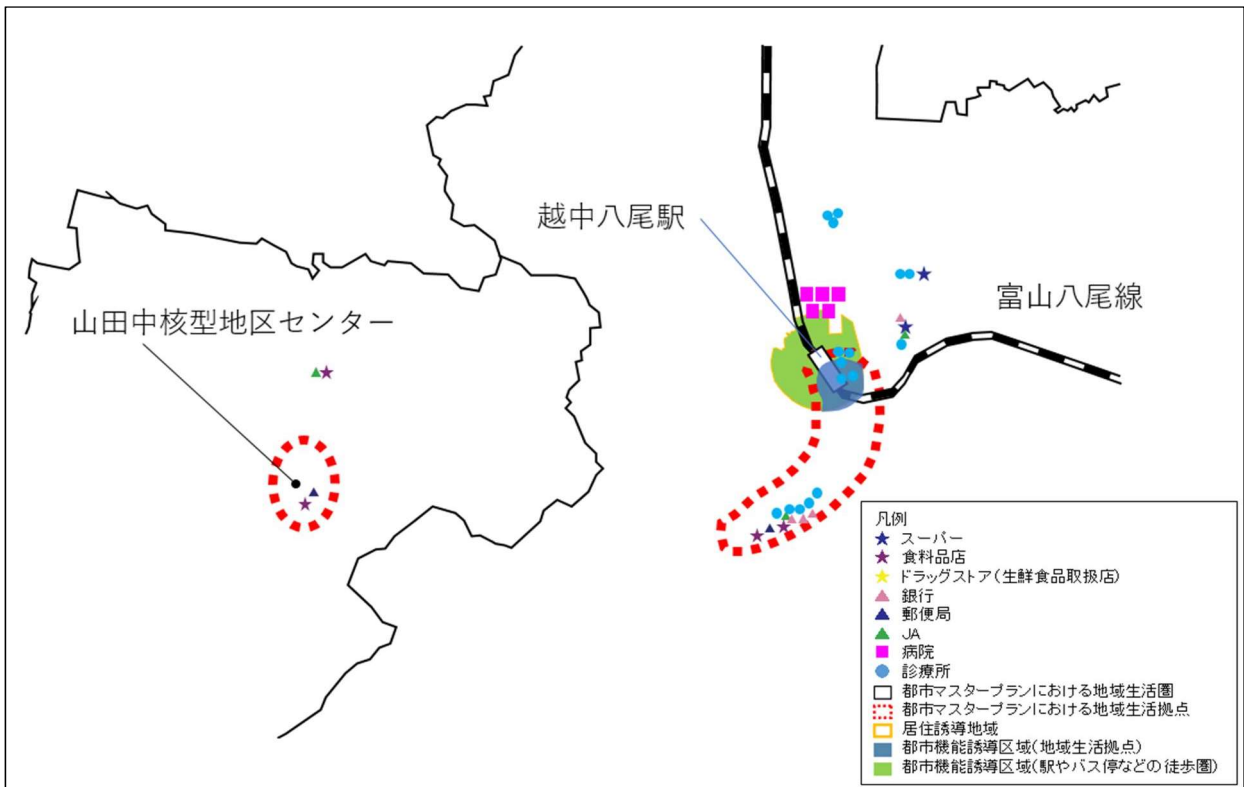 越中八尾駅
富山八尾線
山田中核型地区センター
凡例
スーパー
食料品店
ドラッグストア(生鮮食品取扱店)
銀行
郵便局
JA
病院
診療所
都市マスタープランにおける地域生活圏
都市マスタープランにおける地域生活拠点
居住誘導地域
都市機能誘導区域(地域生活拠点)
都市機能誘導区域(駅やバス停などの徒歩圏)